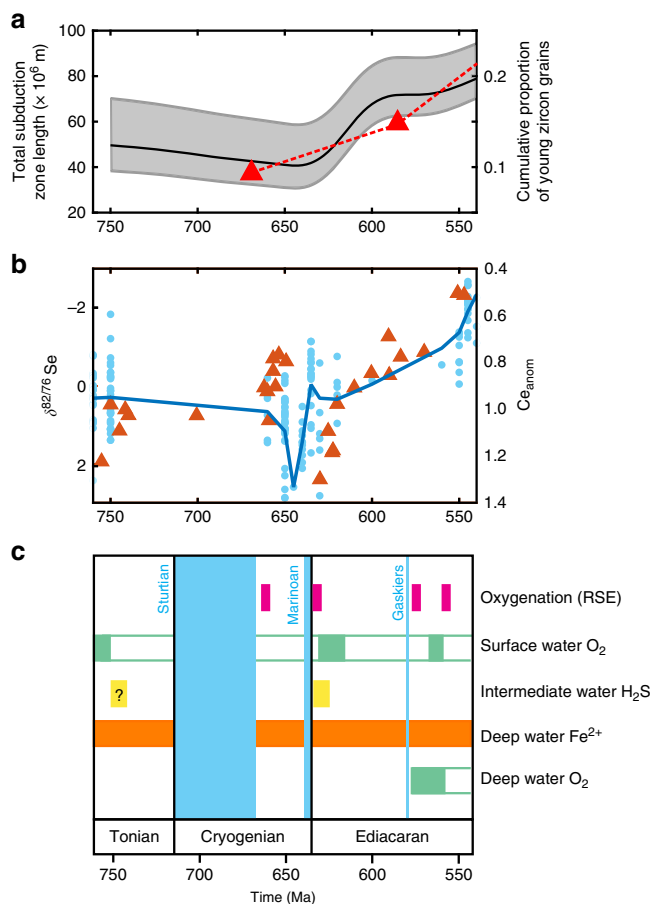 a
100
80
60
40
20
Total subduction
zone length (× 10⁶ m)
0.2
0.1
Cumulative proportion
of young zircon grains
750 700 650 600 550
b
−2
0
2
δ⁸²/⁷⁶Se
0.4
0.6
0.8
1.0
1.2
1.4
Ceanom
750 700 650 600 550
c
Sturtian
Marinoan
Gaskiers
Oxygenation (RSE)
Surface water O₂
?
Intermediate water H₂S
Deep water Fe²⁺
Deep water O₂
Tonian Cryogenian Ediacaran
750 700 650 600 550
Time (Ma)